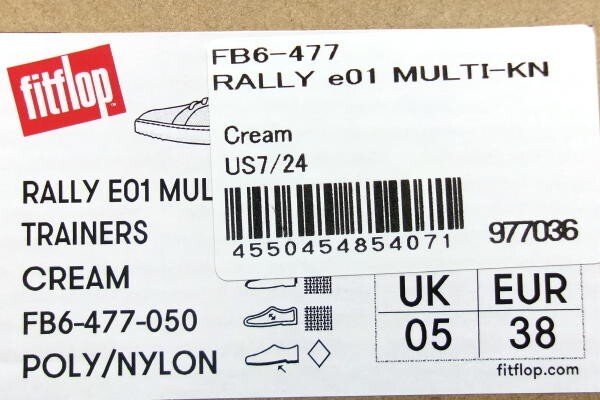 fitflop
FB6-477
RALLY e01 MULTI-KN
Cream
US7/24
4550454854071
977036
RALLY E01 MUL
TRAINERS
CREAM
FB6-477-050
POLY/NYLON
UK EUR
05 38
fitflop.com